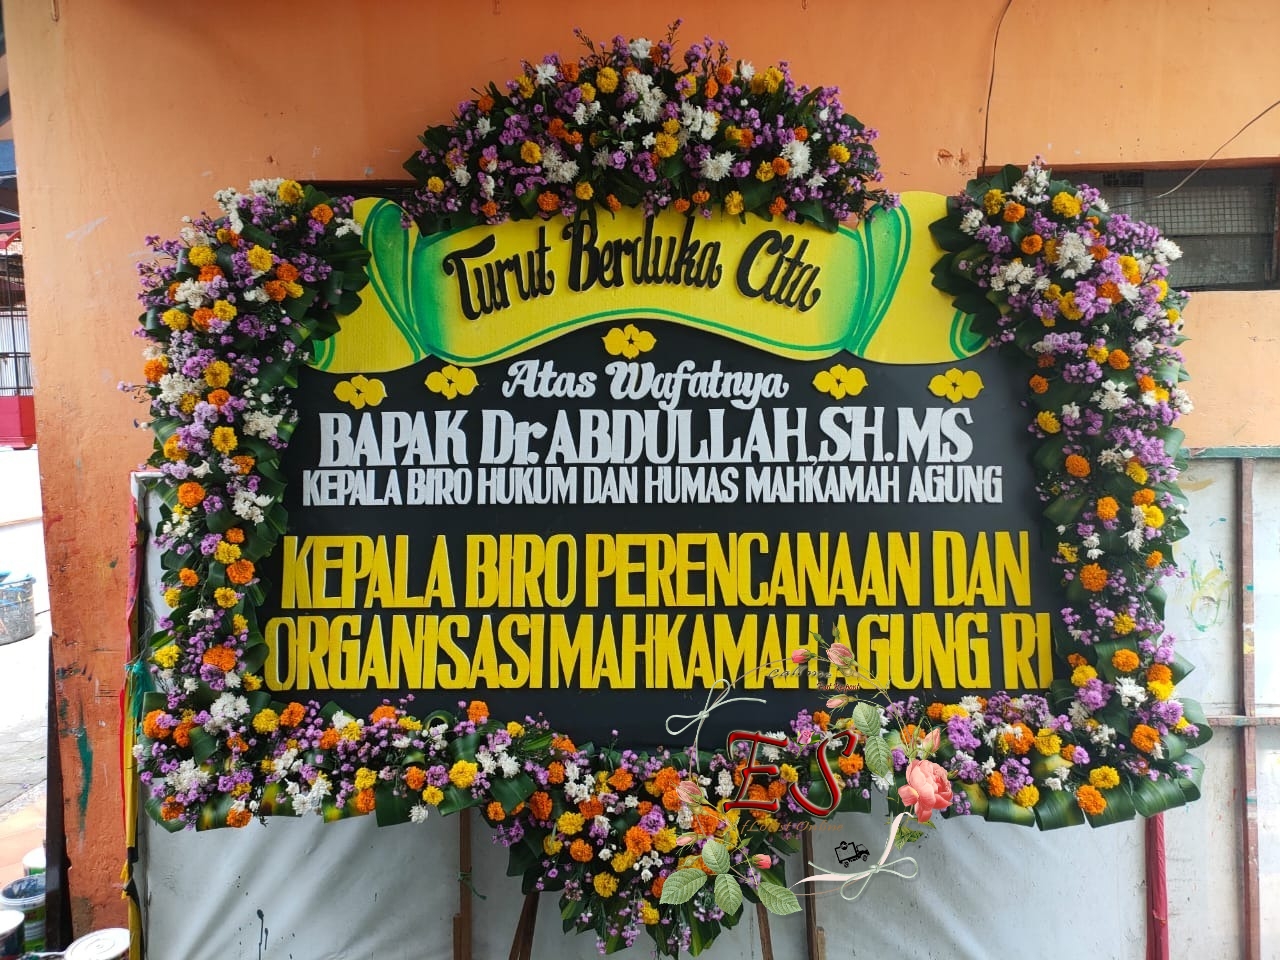 Turut Berduka Cita
Atas Wafatnya
BAPAK Dr. ABDULLAH, SH. MS
KEPALA BIRO HUKUM DAN HUMAS MAHKAMAH AGUNG
KEPALA BIRO PERENCANAAN DAN
ORGANISASI MAHKAMAH AGUNG RI
ES